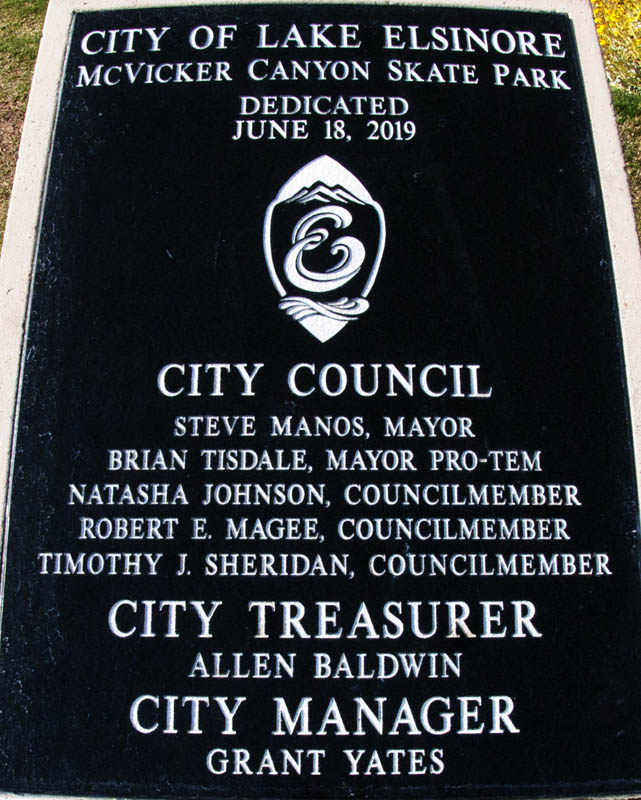 CITY OF LAKE ELSINORE
MCVICKER CANYON SKATE PARK
DEDICATED
JUNE 18, 2019
E
CITY COUNCIL
STEVE MANOS, MAYOR
BRIAN TISDALE, MAYOR PRO-TEM
NATASHA JOHNSON, COUNCILMEMBER
ROBERT E. MAGEE, COUNCILMEMBER
TIMOTHY J. SHERIDAN, COUNCILMEMBER
CITY TREASURER
ALLEN BALDWIN
CITY MANAGER
GRANT YATES